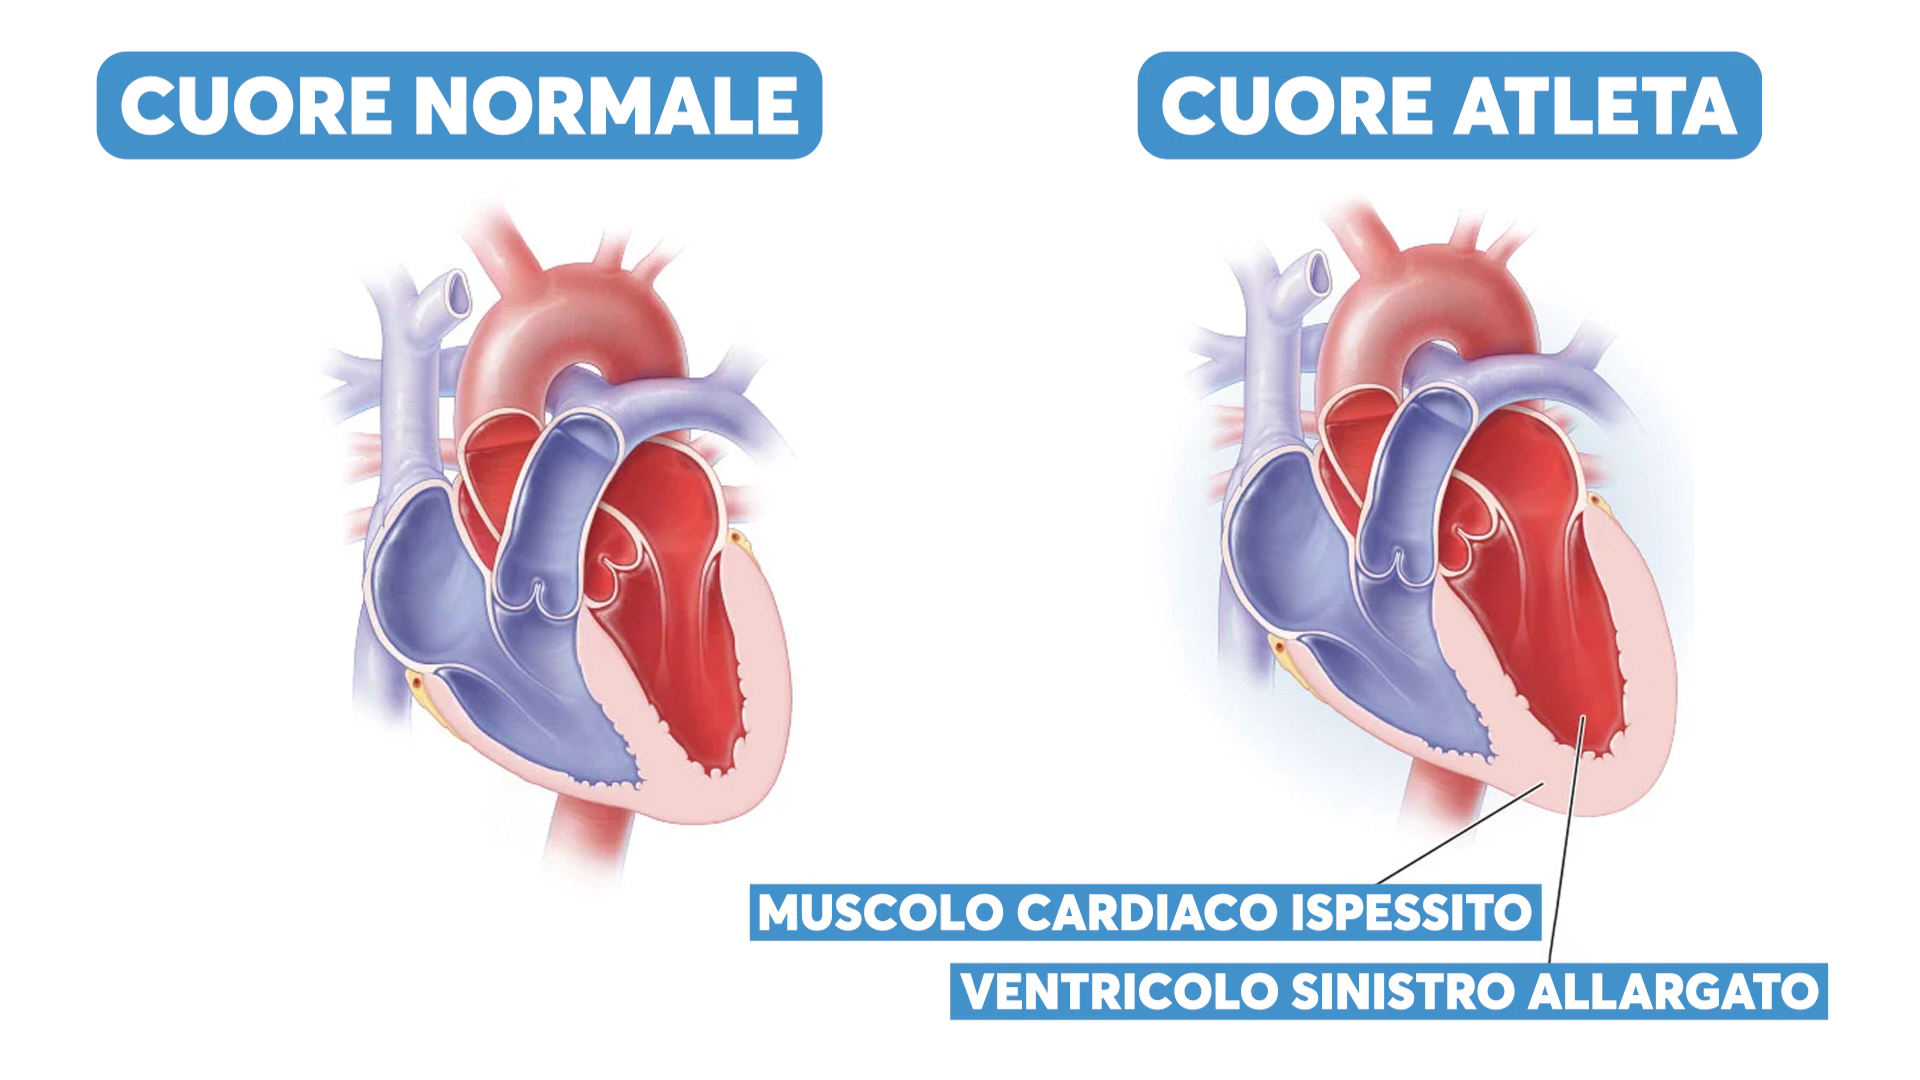 CUORE NORMALE
CUORE ATLETA
MUSCOLO CARDIACO ISPESSITO
VENTRICOLO SINISTRO ALLARGATO